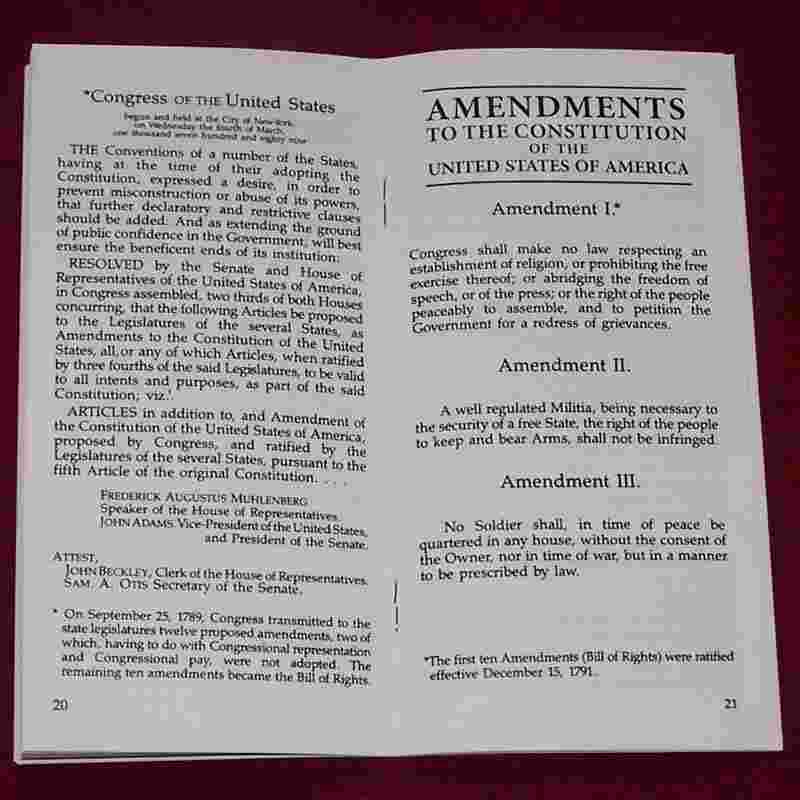 *Congress OF THE United States
begun and held at the City of New-York,
on Wednesday the fourth of March,
one thousand seven hundred and eighty nine
THE Conventions of a number of the States,
having at the time of their adopting the
Constitution, expressed a desire, in order to
prevent misconstruction or abuse of its powers,
that further declaratory and restrictive clauses
should be added. And as extending the ground
of public confidence in the Government, will best
ensure the beneficent ends of its institution:
RESOLVED by the Senate and House of
Representatives of the United States of America,
in Congress assembled, two thirds of both Houses
concurring, that the following Articles be proposed
to the Legislatures of the several States, as
Amendments to the Constitution of the United
States, all, or any of which Articles, when ratified
by three fourths of the said Legislatures, to be valid
to all intents and purposes, as part of the said
Constitution; viz.
ARTICLES in addition to, and Amendment of
the Constitution of the United States of America,
proposed by Congress, and ratified by the
Legislatures of the several States, pursuant to the
fifth Article of the original Constitution. . . .
FREDERICK AUGUSTUS MUHLENBERG
Speaker of the House of Representatives.
JOHN ADAMS, Vice-President of the United States,
and President of the Senate.
ATTEST,
JOHN BECKLEY, Clerk of the House of Representatives.
SAM. A. OTIS Secretary of the Senate.
* On September 25, 1789, Congress transmitted to the
state legislatures twelve proposed amendments, two of
which, having to do with Congressional representation
and Congressional pay, were not adopted. The
remaining ten amendments became the Bill of Rights.
20
AMENDMENTS
TO THE CONSTITUTION
OF THE
UNITED STATES OF AMERICA
Amendment I.*
Congress shall make no law respecting an
establishment of religion, or prohibiting the free
exercise thereof; or abridging the freedom of
speech, or of the press; or the right of the people
peaceably to assemble, and to petition the
Government for a redress of grievances.
Amendment II.
A well regulated Militia, being necessary to
the security of a free State, the right of the people
to keep and bear Arms, shall not be infringed.
Amendment III.
No Soldier shall, in time of peace be
quartered in any house, without the consent of
the Owner, nor in time of war, but in a manner
to be prescribed by law.
*The first ten Amendments (Bill of Rights) were ratified
effective December 15, 1791.
21